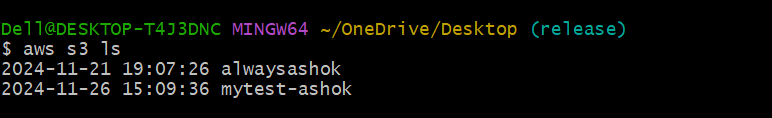 Dell@DESKTOP-T4J3DNC MINGW64 ~/OneDrive/Desktop (release)
$ aws s3 ls
2024-11-21 19:07:26 alwaysashok
2024-11-26 15:09:36 mytest-ashok